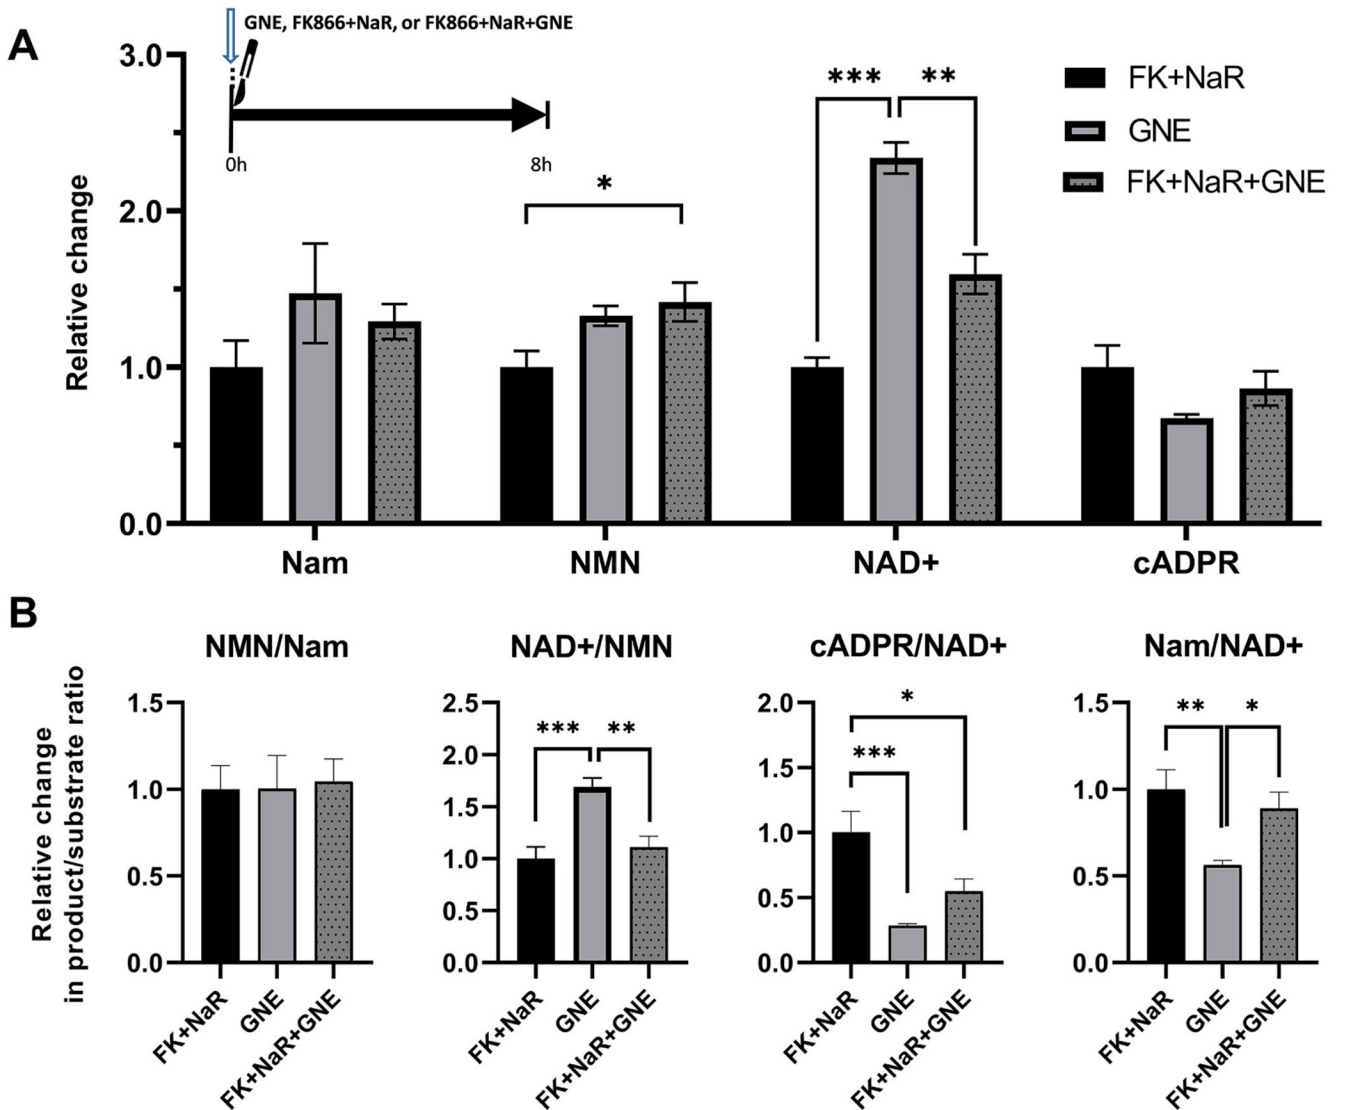 A
GNE, FK866+NaR, or FK866+NaR+GNE
0h
8h
Relative change
3.0
2.0
1.0
0.0
*
***
**
FK+NaR
GNE
FK+NaR+GNE
Nam
NMN
NAD+
cADPR
B
Relative change
in product/substrate ratio
NMN/Nam
1.5
1.0
0.5
0.0
FK+NaR
GNE
FK+NaR+GNE
NAD+/NMN
2.5
2.0
1.5
1.0
0.5
0.0
***
**
FK+NaR
GNE
FK+NaR+GNE
cADPR/NAD+
2.0
1.5
1.0
0.5
0.0
*
***
FK+NaR
GNE
FK+NaR+GNE
Nam/NAD+
1.5
1.0
0.5
0.0
**
*
FK+NaR
GNE
FK+NaR+GNE